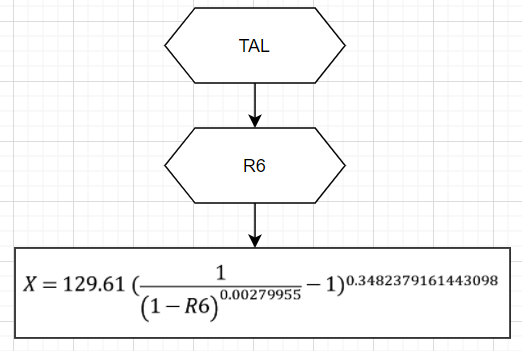 TAL
R6
X = 129.61 (1/(1 − R6)^0.00279955 − 1)^0.3482379161443098